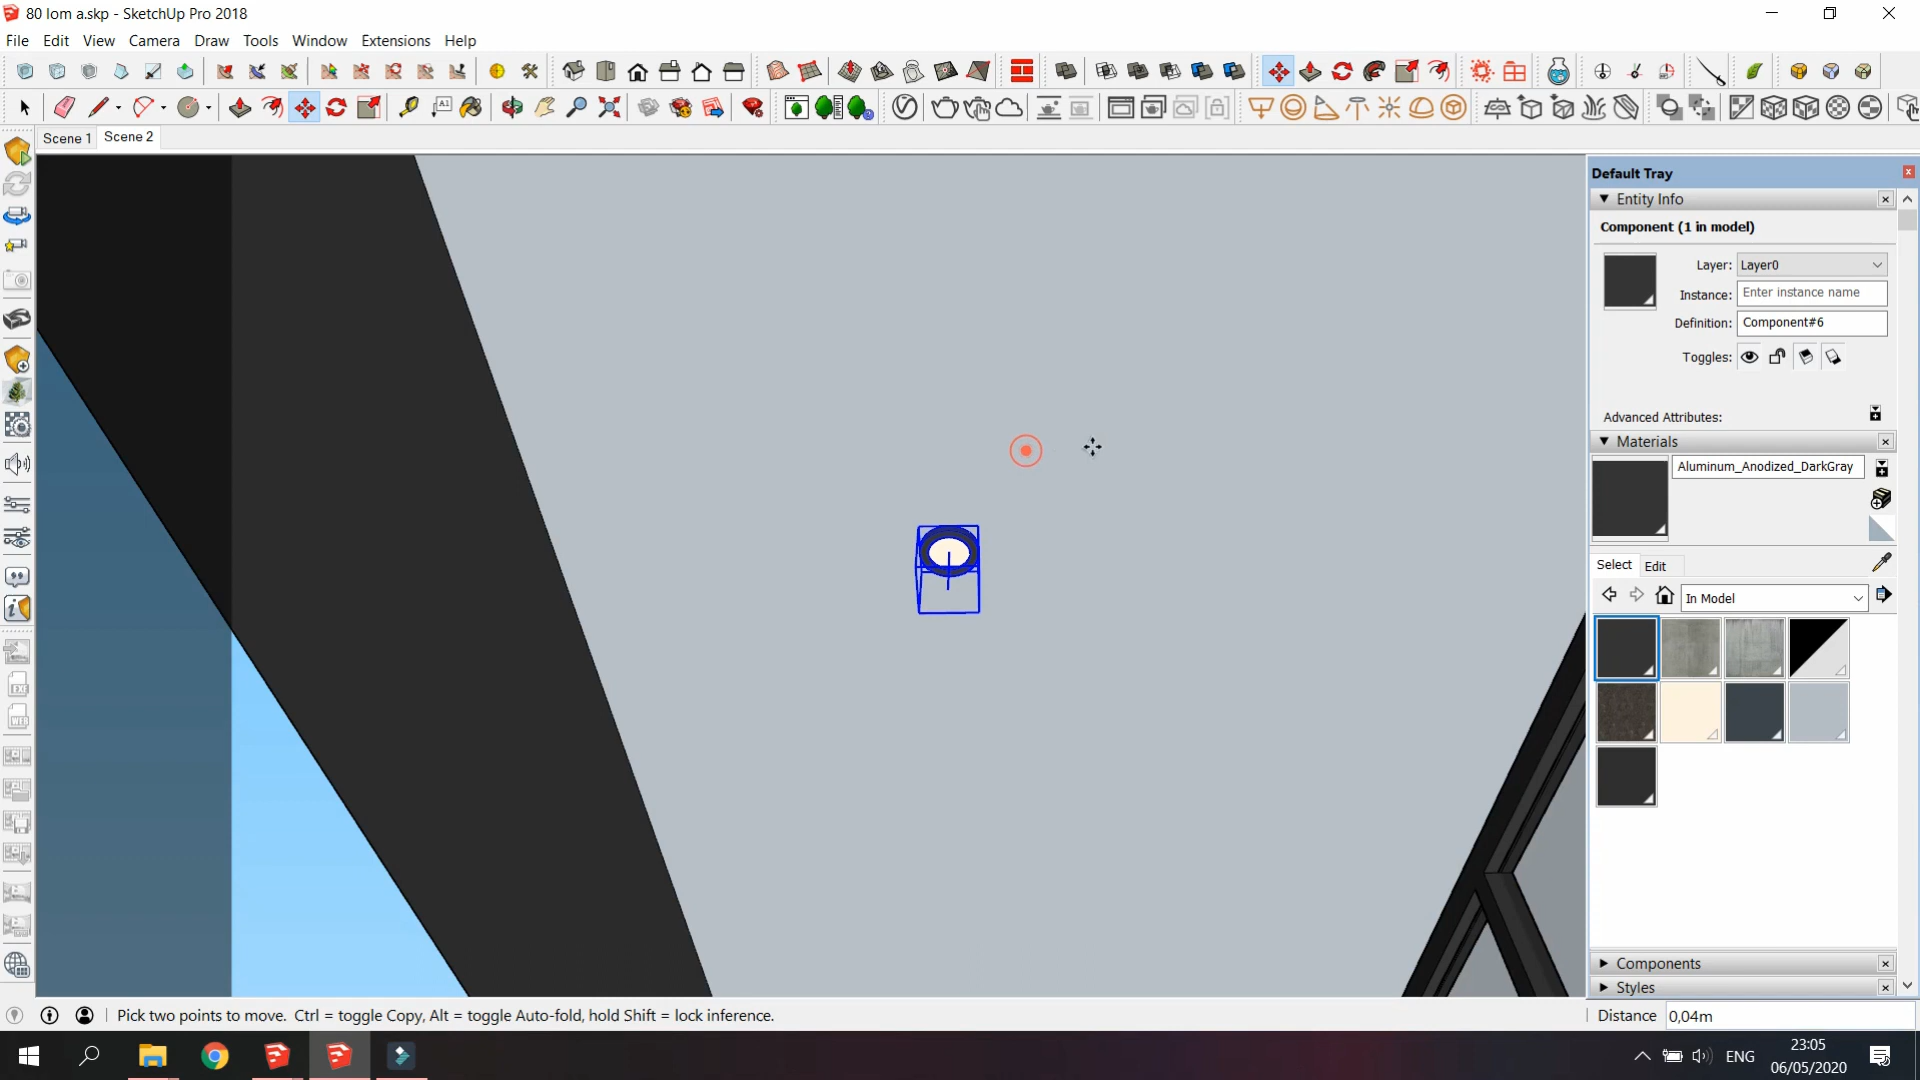 80 lom a.skp - SketchUp Pro 2018
File Edit View Camera Draw Tools Window Extensions Help
Scene 1 Scene 2
Default Tray
Entity Info
Component (1 in model)
Layer: Layer0
Instance: Enter instance name
Definition: Component#6
Toggles:
Advanced Attributes:
Materials
Aluminum_Anodized_DarkGray
Select Edit
In Model
Components
Styles
Pick two points to move. Ctrl = toggle Copy, Alt = toggle Auto-fold, hold Shift = lock inference.
Distance 0,04m
ENG
23:05
06/05/2020